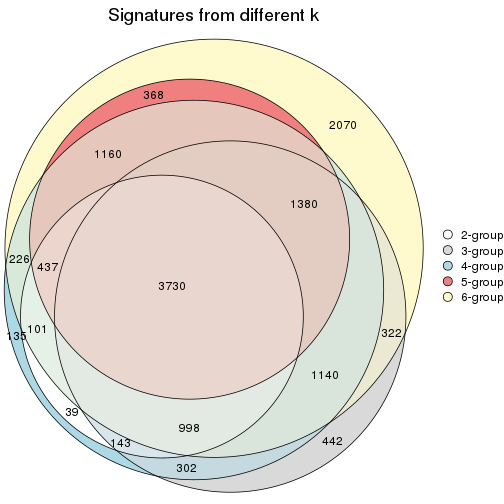 Signatures from different k
368
2070
1160
1380
226
437
3730
135
101
322
1140
39
998
143
442
302
2-group
3-group
4-group
5-group
6-group